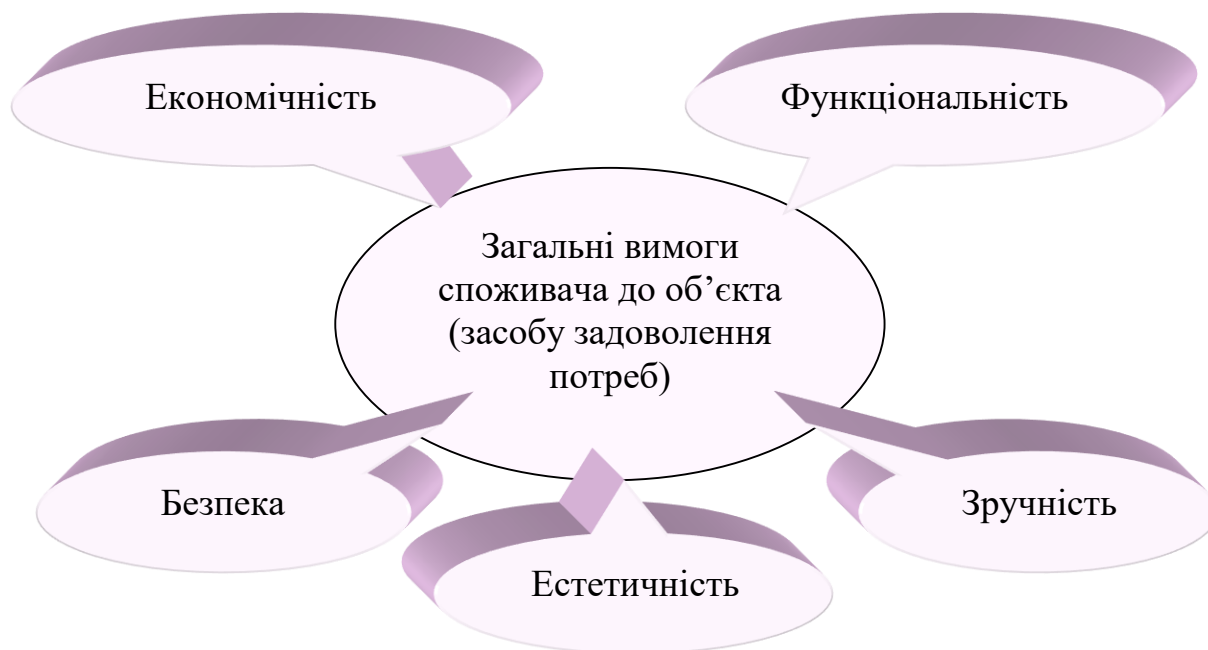 Економічність
Функціональність
Загальні вимоги
споживача до об’єкта
(засобу задоволення
потреб)
Безпека
Зручність
Естетичність